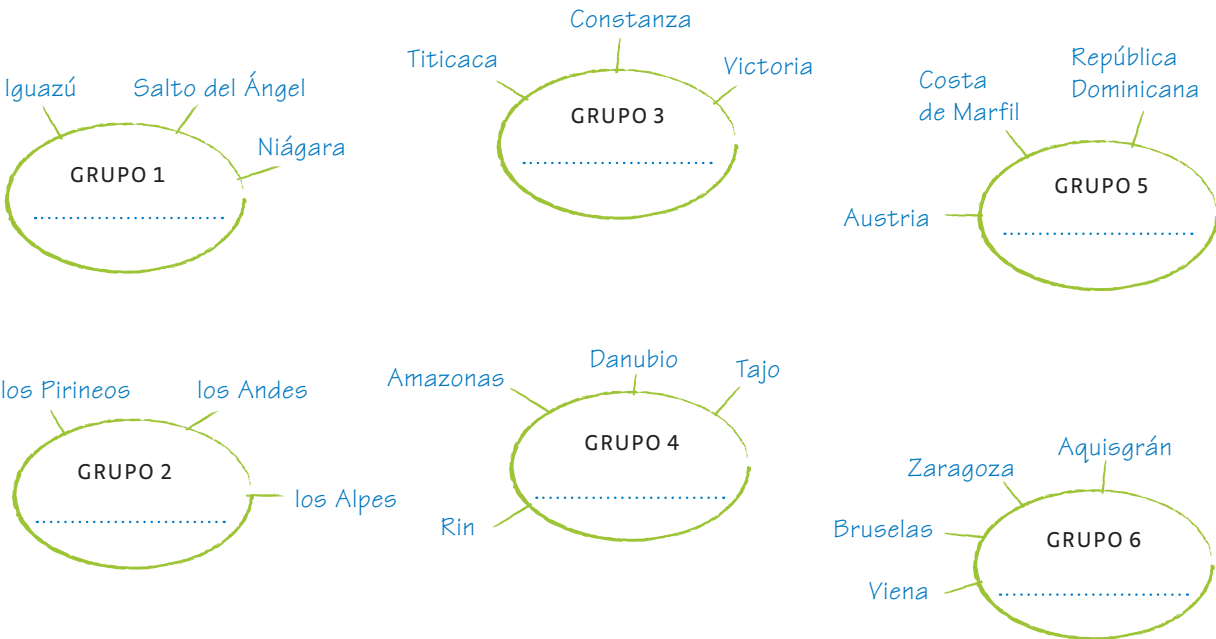 Iguazú
Salto del Ángel
Niágara
GRUPO 1
Constanza
Titicaca
Victoria
GRUPO 3
República
Dominicana
Costa
de Marfil
Austria
GRUPO 5
los Pirineos
los Andes
los Alpes
GRUPO 2
Danubio
Tajo
Amazonas
Rin
GRUPO 4
Aquisgrán
Zaragoza
Bruselas
Viena
GRUPO 6